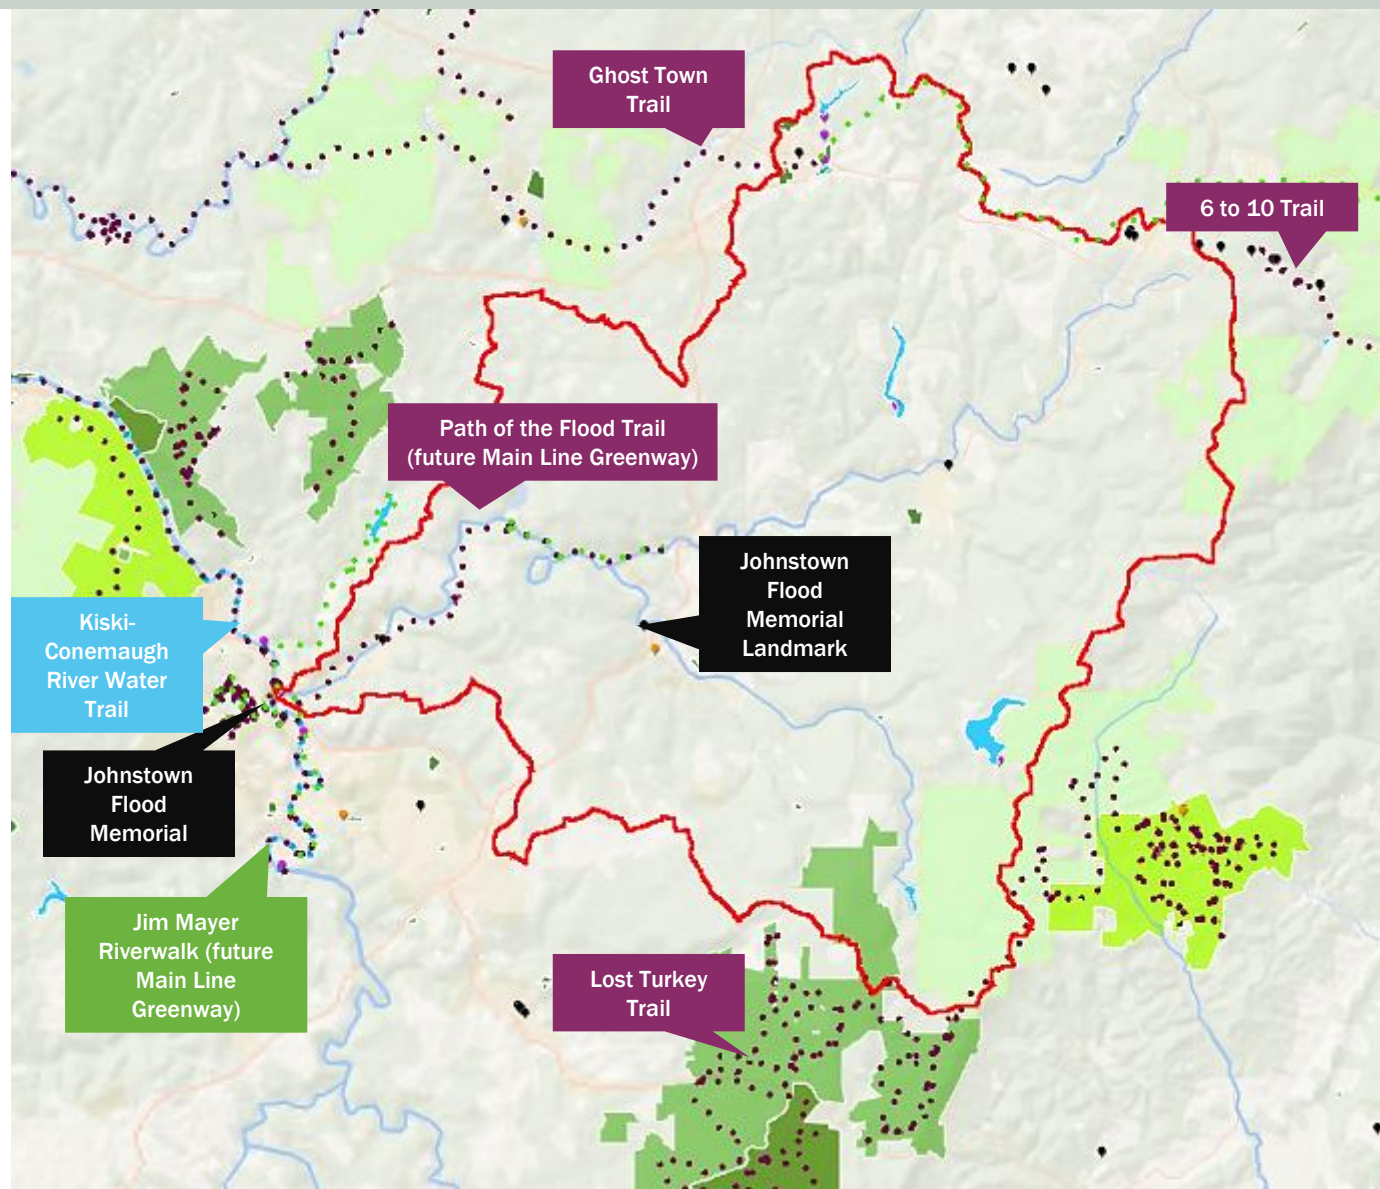 Ghost Town
Trail
6 to 10 Trail
Path of the Flood Trail
(future Main Line Greenway)
Johnstown
Flood
Memorial
Landmark
Kiski-
Conemaugh
River Water
Trail
Johnstown
Flood
Memorial
Jim Mayer
Riverwalk (future
Main Line
Greenway)
Lost Turkey
Trail